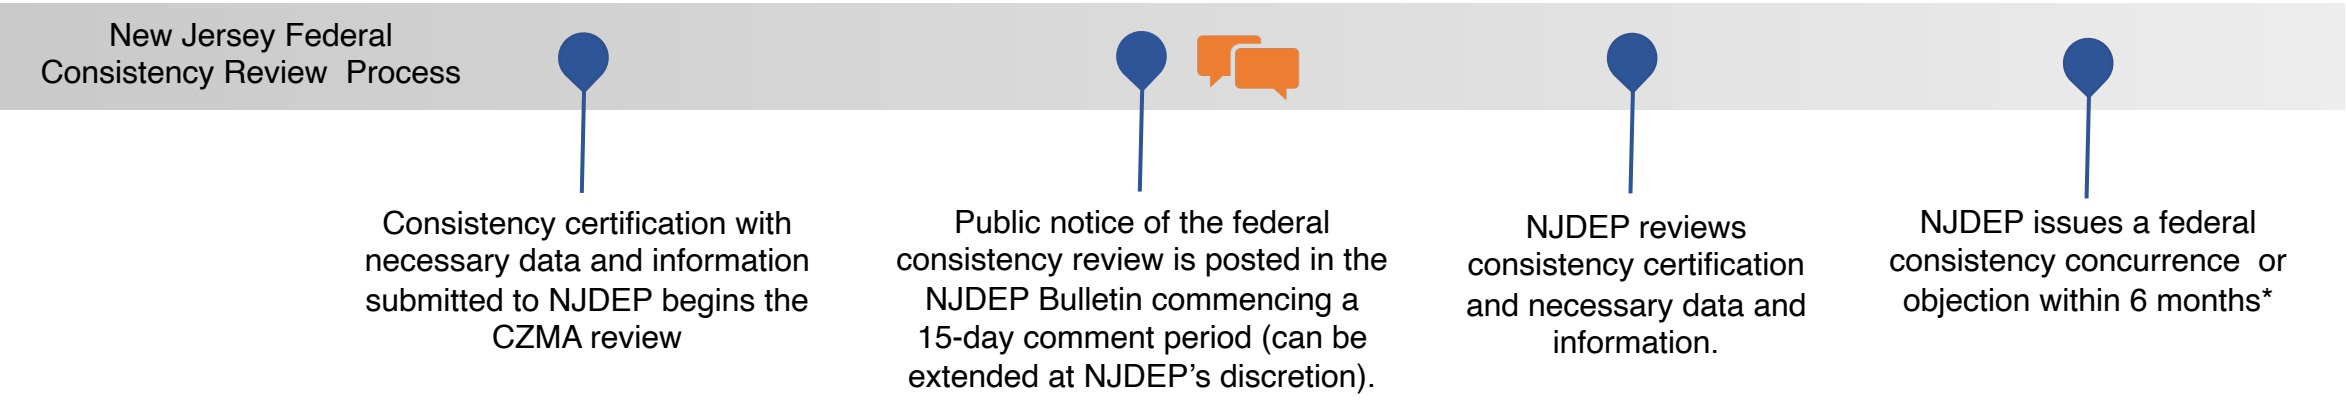 New Jersey Federal
Consistency Review Process
Consistency certification with
necessary data and information
submitted to NJDEP begins the
CZMA review
Public notice of the federal
consistency review is posted in the
NJDEP Bulletin commencing a
15-day comment period (can be
extended at NJDEP’s discretion).
NJDEP reviews
consistency certification
and necessary data and
information.
NJDEP issues a federal
consistency concurrence or
objection within 6 months*